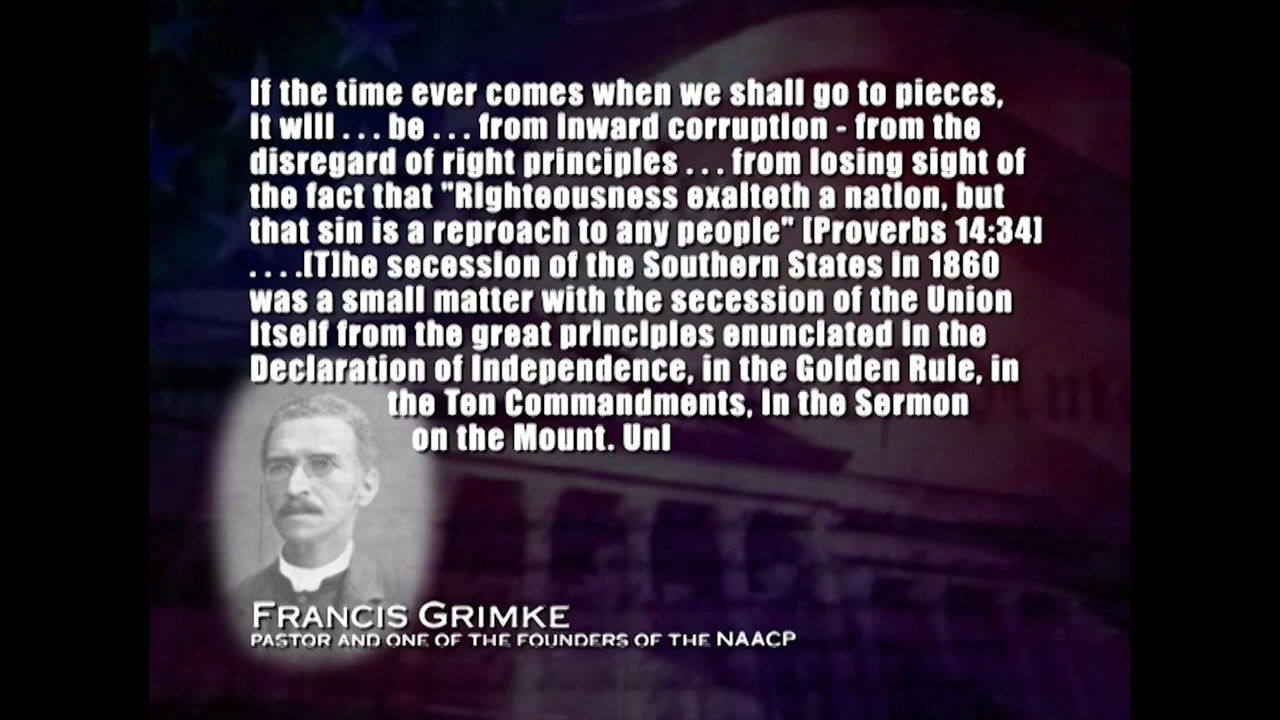 If the time ever comes when we shall go to pieces,
it will . . . be . . . from inward corruption - from the
disregard of right principles . . . from losing sight of
the fact that "Righteousness exalteth a nation, but
that sin is a reproach to any people" [Proverbs 14:34]
. . . .[T]he secession of the Southern States in 1860
was a small matter with the secession of the Union
itself from the great principles enunciated in the
Declaration of Independence, in the Golden Rule, in
the Ten Commandments, in the Sermon
on the Mount. Unl
FRANCIS GRIMKE
PASTOR AND ONE OF THE FOUNDERS OF THE NAACP